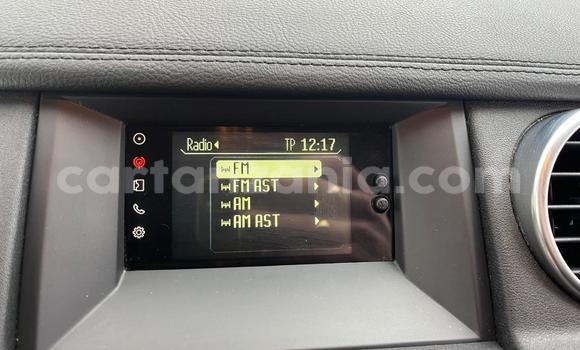 Radio
TP 12:17
FM
FM AST
AM
AM AST
cartanzania.com